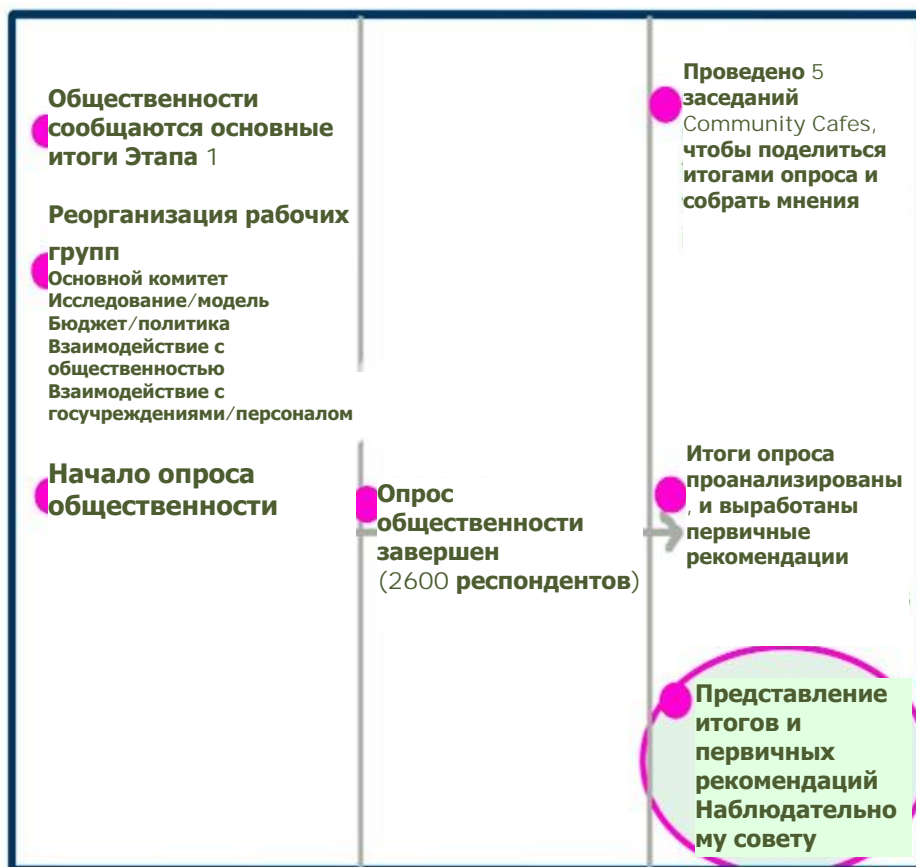 Общественности
сообщаются основные
итоги Этапа 1
Реорганизация рабочих
групп
Основной комитет
Исследование/модель
Бюджет/политика
Взаимодействие с
общественностью
Взаимодействие с
госучреждениями/персоналом
Начало опроса
общественности
Опрос
общественности
завершен
(2600 респондентов)
Проведено 5
заседаний
Community Cafes,
чтобы поделиться
итогами опроса и
собрать мнения
Итоги опроса
проанализированы
, и выработаны
первичные
рекомендации
Представление
итогов и
первичных
рекомендаций
Наблюдательно
му совету